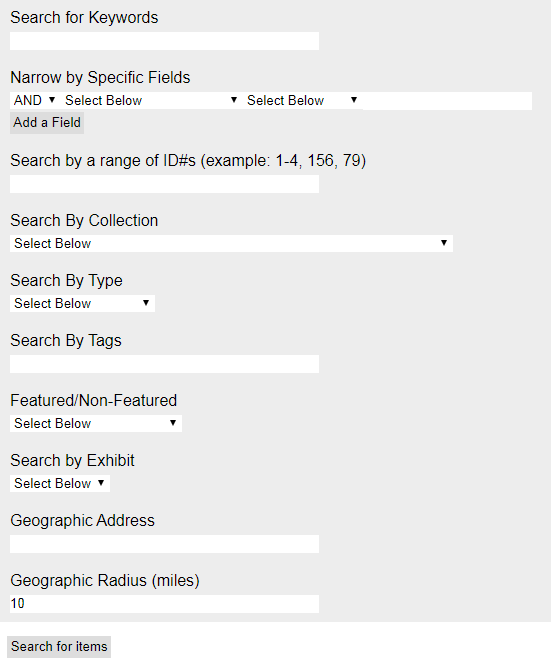 Search for Keywords
Narrow by Specific Fields
AND Select Below Select Below
Add a Field
Search by a range of ID#s (example: 1-4, 156, 79)
Search By Collection
Select Below
Search By Type
Select Below
Search By Tags
Featured/Non-Featured
Select Below
Search by Exhibit
Select Below
Geographic Address
Geographic Radius (miles)
10
Search for items